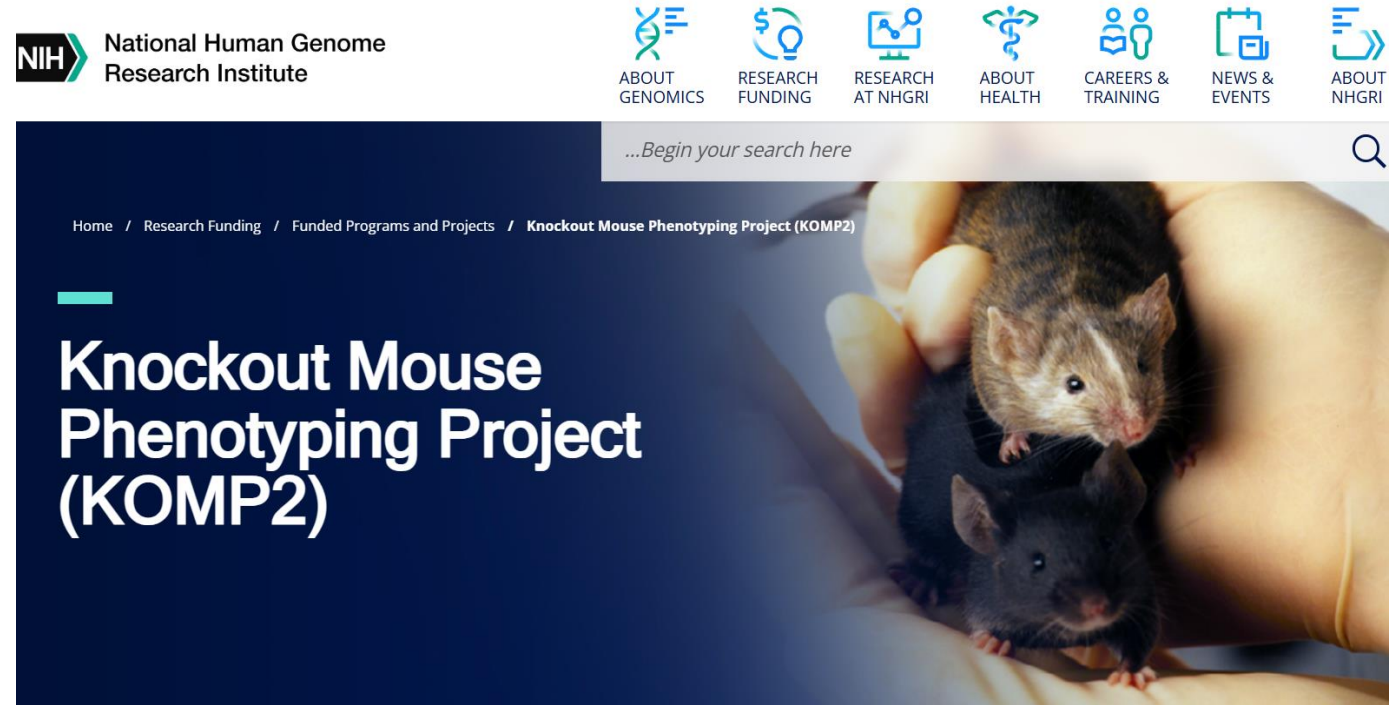 NIH
National Human Genome
Research Institute
ABOUT
GENOMICS
RESEARCH
FUNDING
RESEARCH
AT NHGRI
ABOUT
HEALTH
CAREERS &
TRAINING
NEWS &
EVENTS
ABOUT
NHGRI
...Begin your search here
Home / Research Funding / Funded Programs and Projects / Knockout Mouse Phenotyping Project (KOMP2)
Knockout Mouse
Phenotyping Project
(KOMP2)